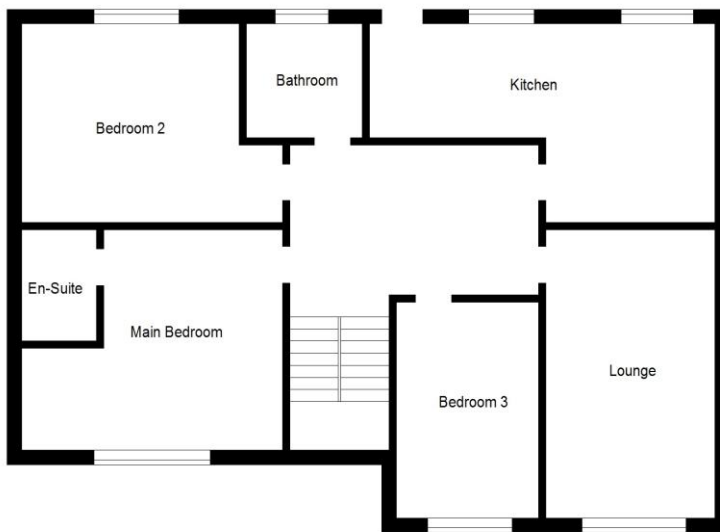 Bathroom
Kitchen
Bedroom 2
En-Suite
Main Bedroom
Lounge
Bedroom 3